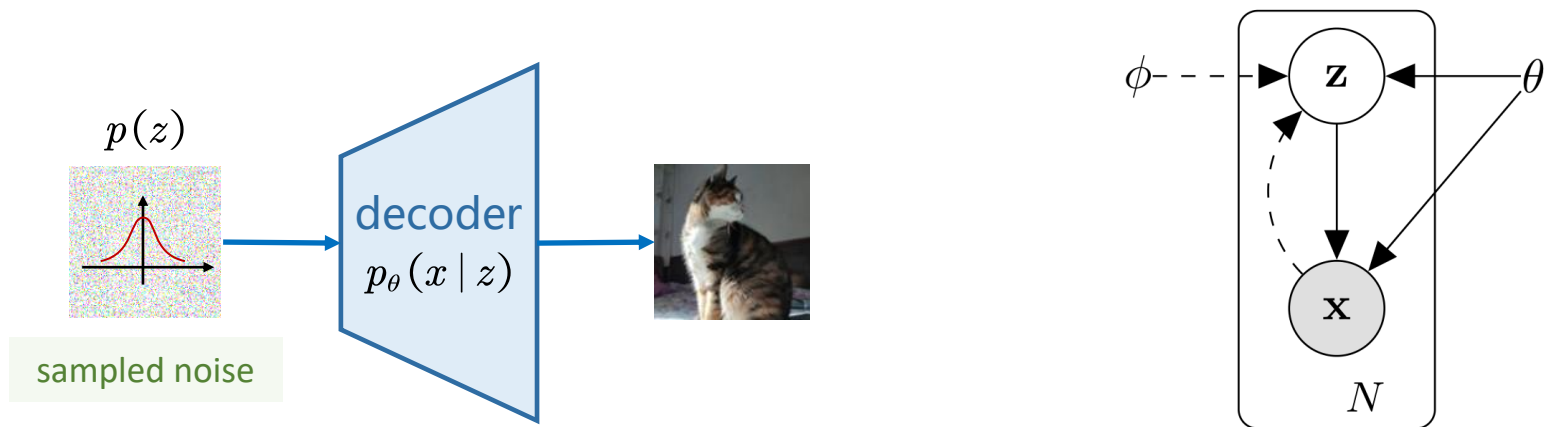 p(z)
sampled noise
decoder
p_θ(x | z)
ϕ
z
θ
x
N